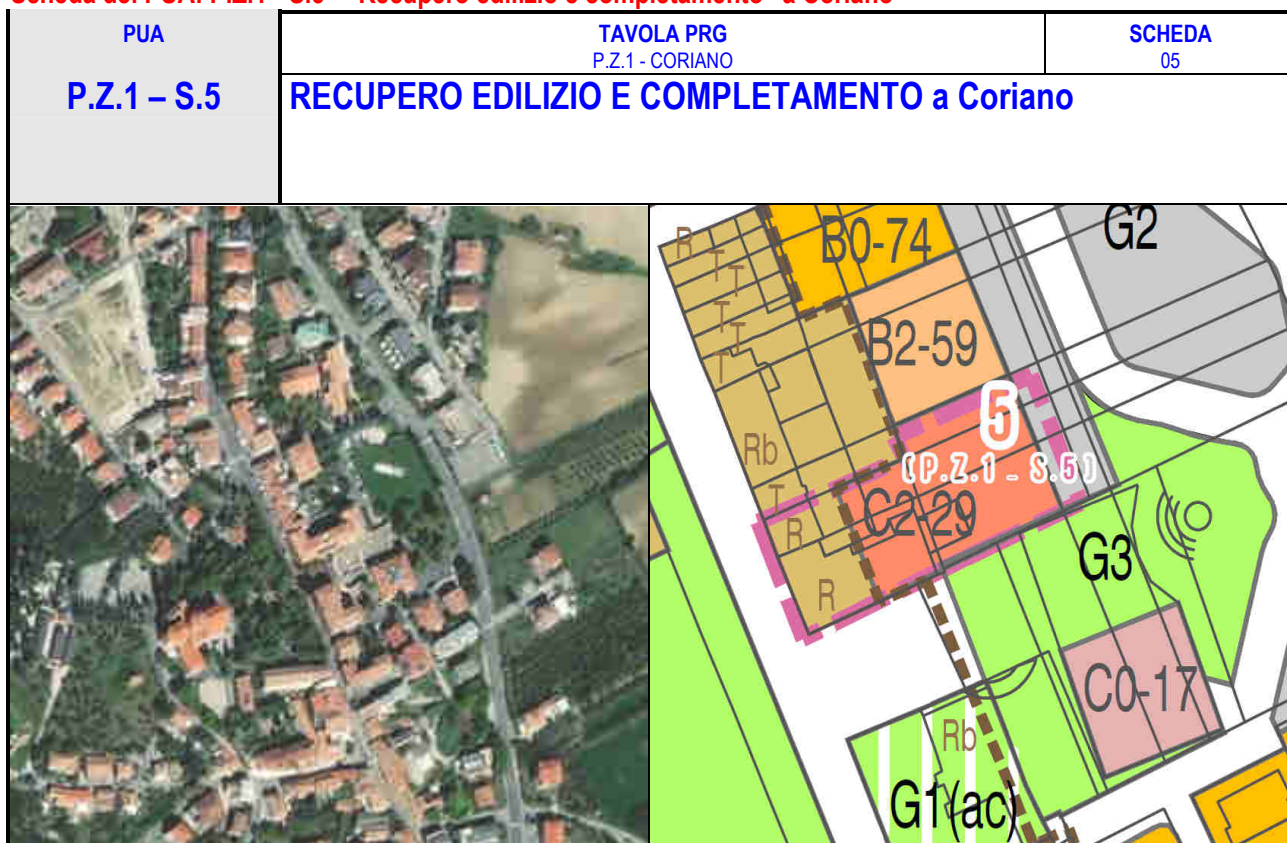 PUA
TAVOLA PRG
SCHEDA
P.Z.1 - CORIANO
05
P.Z.1 – S.5
RECUPERO EDILIZIO E COMPLETAMENTO a Coriano
G2
B0-74
R
T
T
T
T
T
B2-59
5
(P.Z.1 - S.5)
Rb
T
C2-29
R
R
G3
C0-17
Rb
G1(ac)